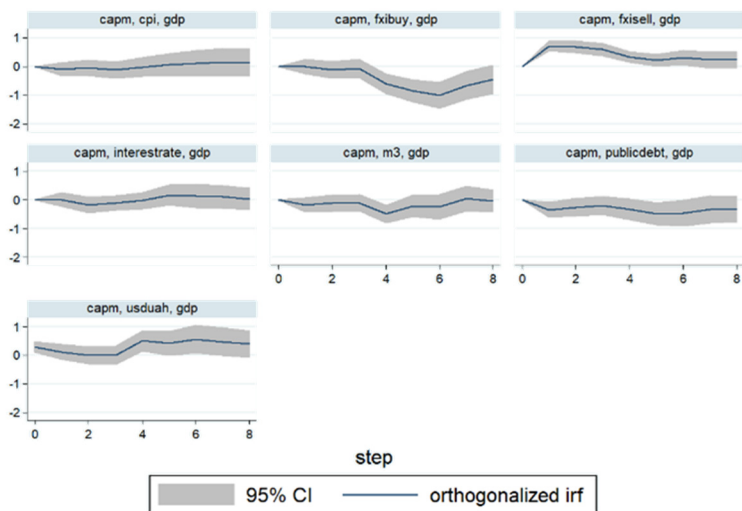 capm, cpi, gdp
capm, fxibuy, gdp
capm, fxisell, gdp
1
0
-1
-2
capm, interestrate, gdp
capm, m3, gdp
capm, publicdebt, gdp
1
0
-1
-2
0 2 4 6 8
0 2 4 6 8
capm, usduah, gdp
1
0
-1
-2
0 2 4 6 8
step
95% CI
orthogonalized irf